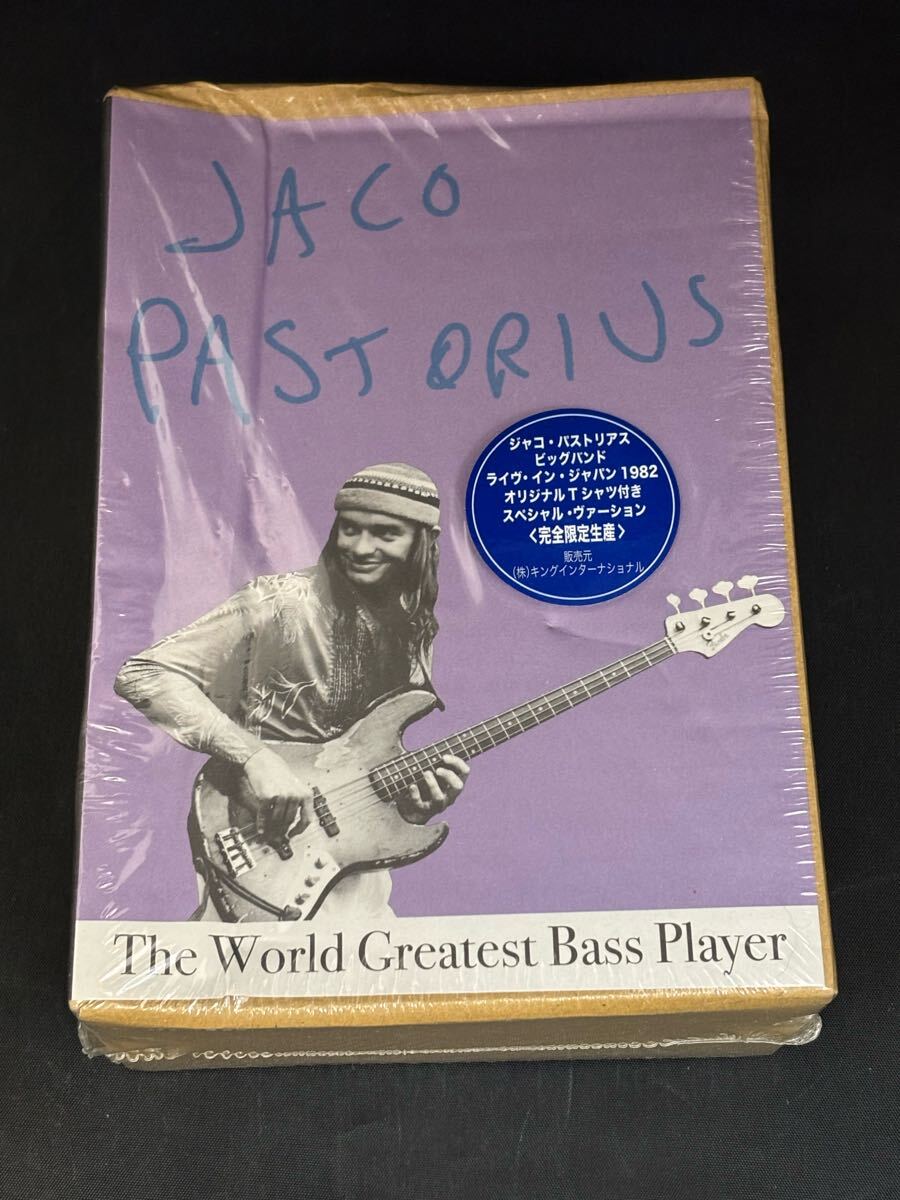 JACO
PASTORIUS
ジャコ・パストリアス
ビッグバンド
ライヴ・イン・ジャパン 1982
オリジナル Tシャツ付き
スペシャル・ヴァーション
〈完全限定生産〉
販売元
(株)キングインターナショナル
The World Greatest Bass Player